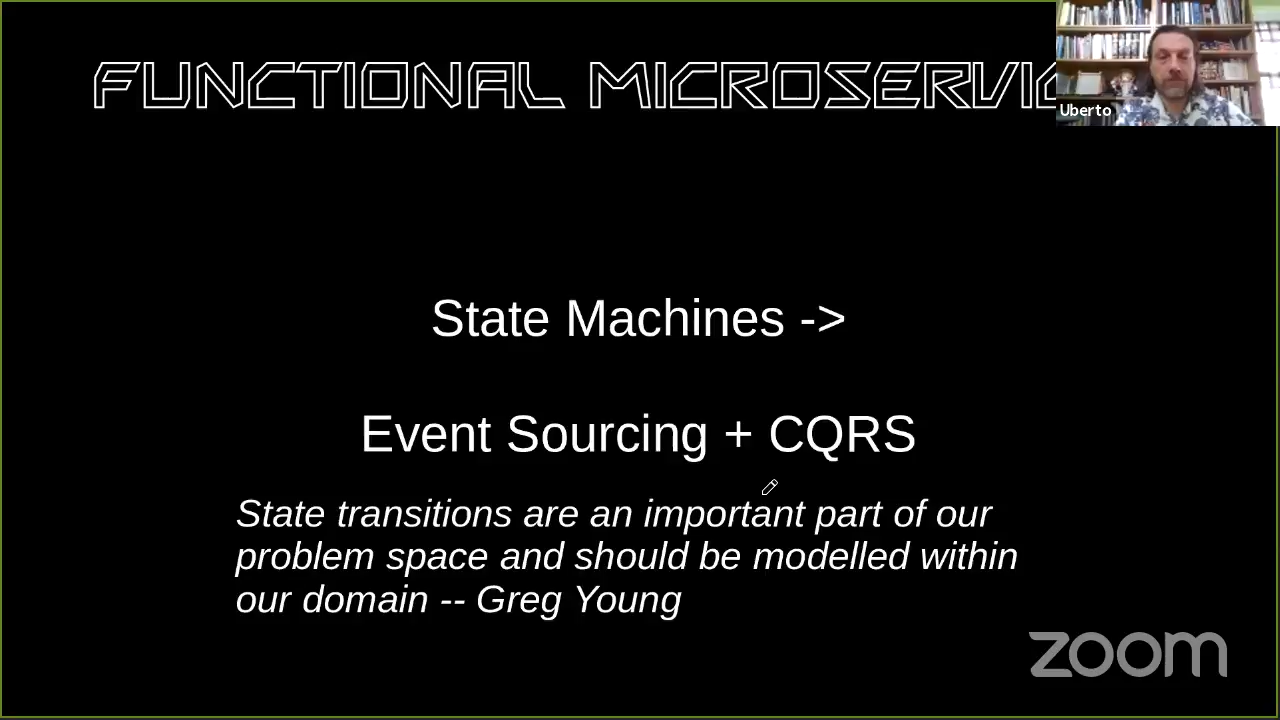 FUNCTIONAL MICROSERVIC
Uberto
State Machines ->
Event Sourcing + CQRS
State transitions are an important part of our
problem space and should be modelled within
our domain -- Greg Young
zoom